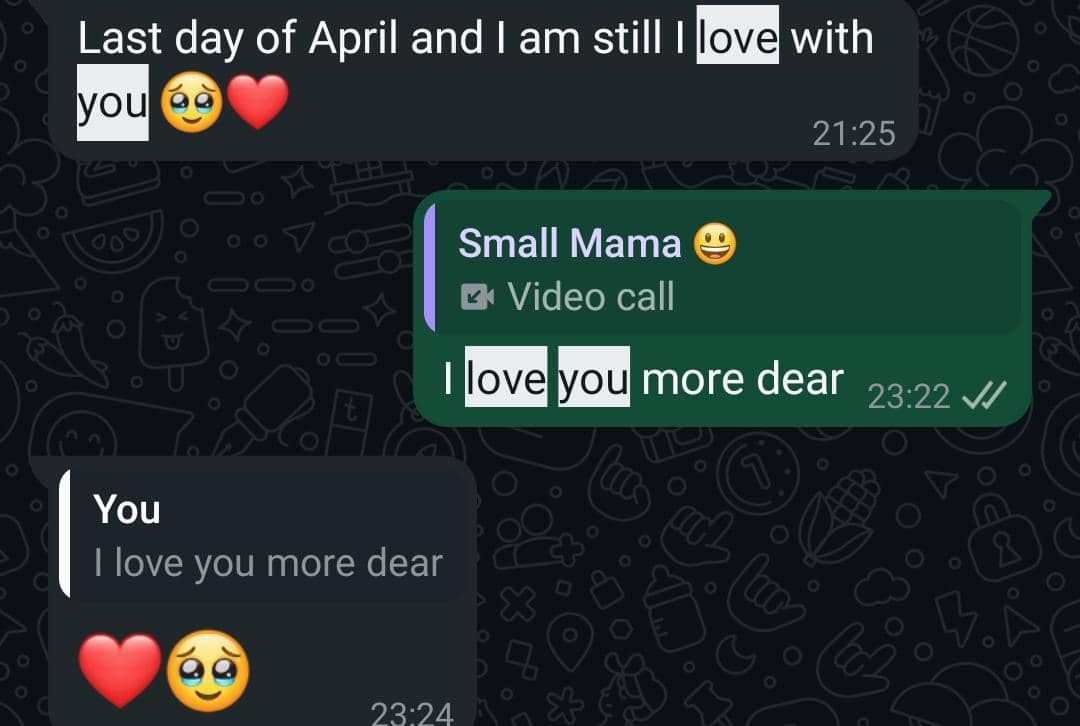 Last day of April and I am still I love with
you 🥹❤️
21:25
Small Mama 😃
Video call
I love you more dear 23:22
You
I love you more dear
❤️🥹
23:24